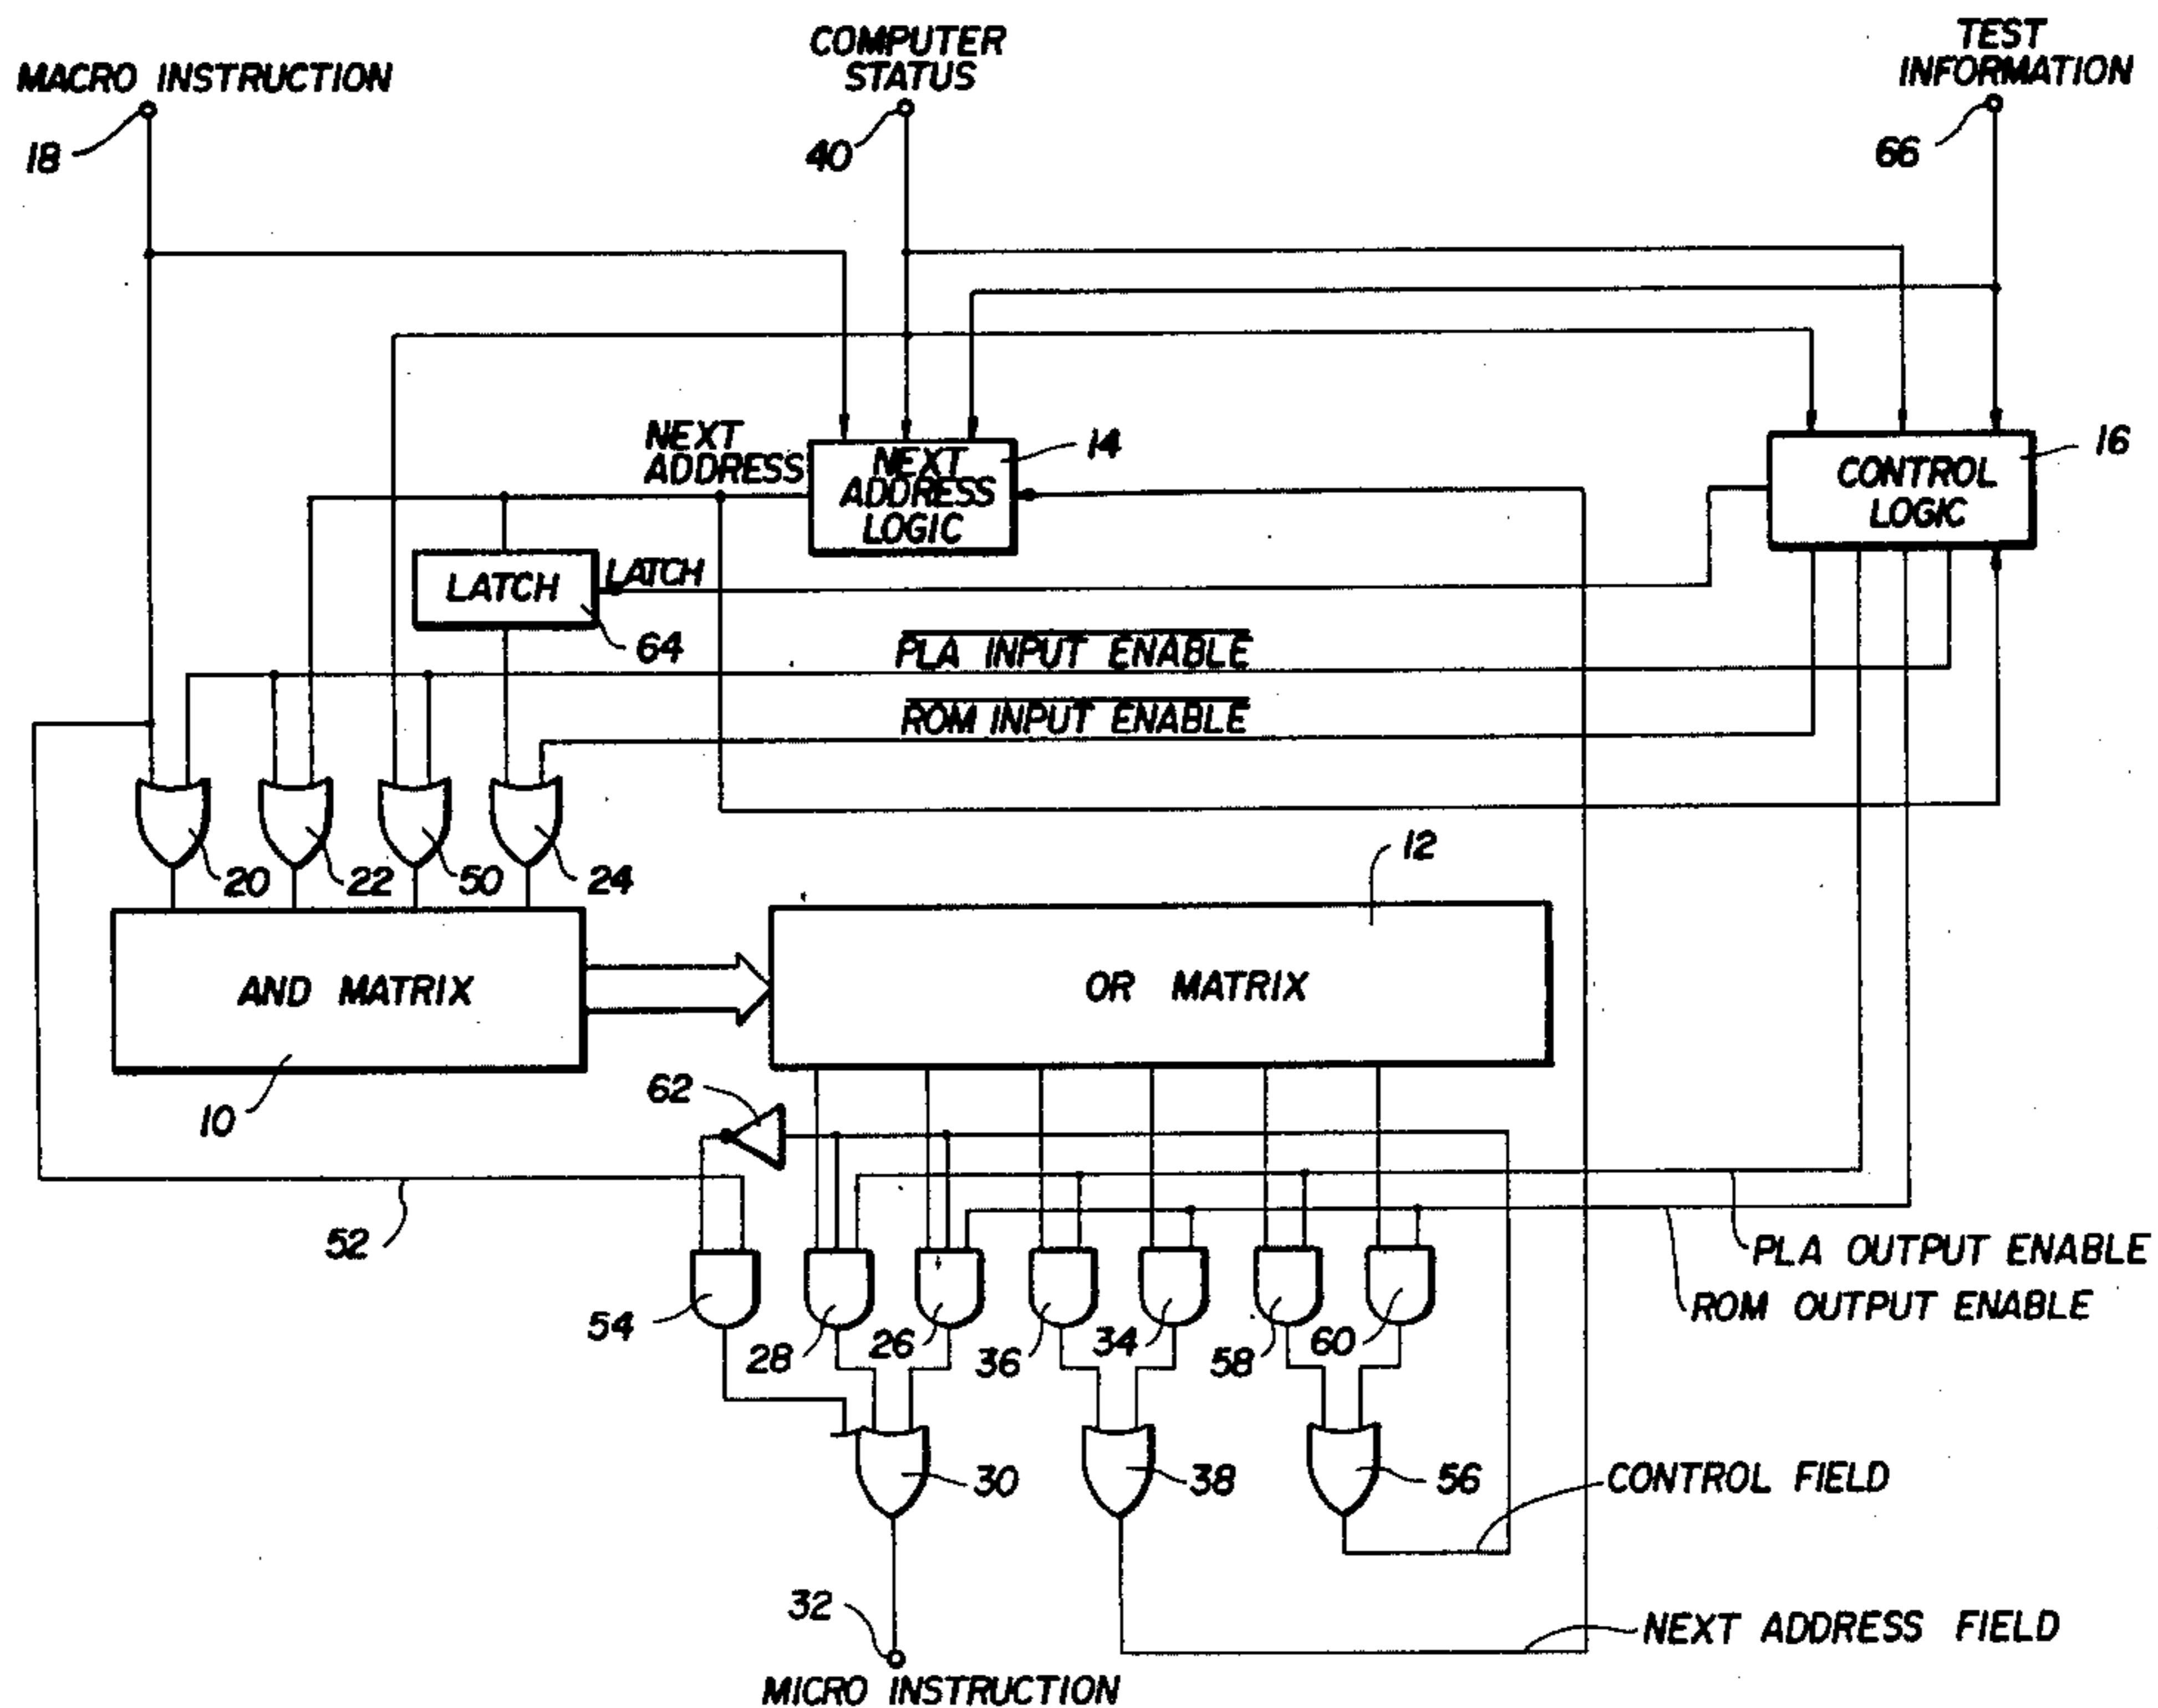 MACRO INSTRUCTION
COMPUTER
STATUS
TEST
INFORMATION
18
40
66
NEXT
ADDRESS
NEXT
ADDRESS
LOGIC
14
CONTROL
LOGIC
16
LATCH
LATCH
64
PLA INPUT ENABLE
ROM INPUT ENABLE
20
22
50
24
12
AND MATRIX
OR MATRIX
10
62
52
PLA OUTPUT ENABLE
ROM OUTPUT ENABLE
54
28
26
36
34
58
60
30
38
56
CONTROL FIELD
32
NEXT ADDRESS FIELD
MICRO INSTRUCTION